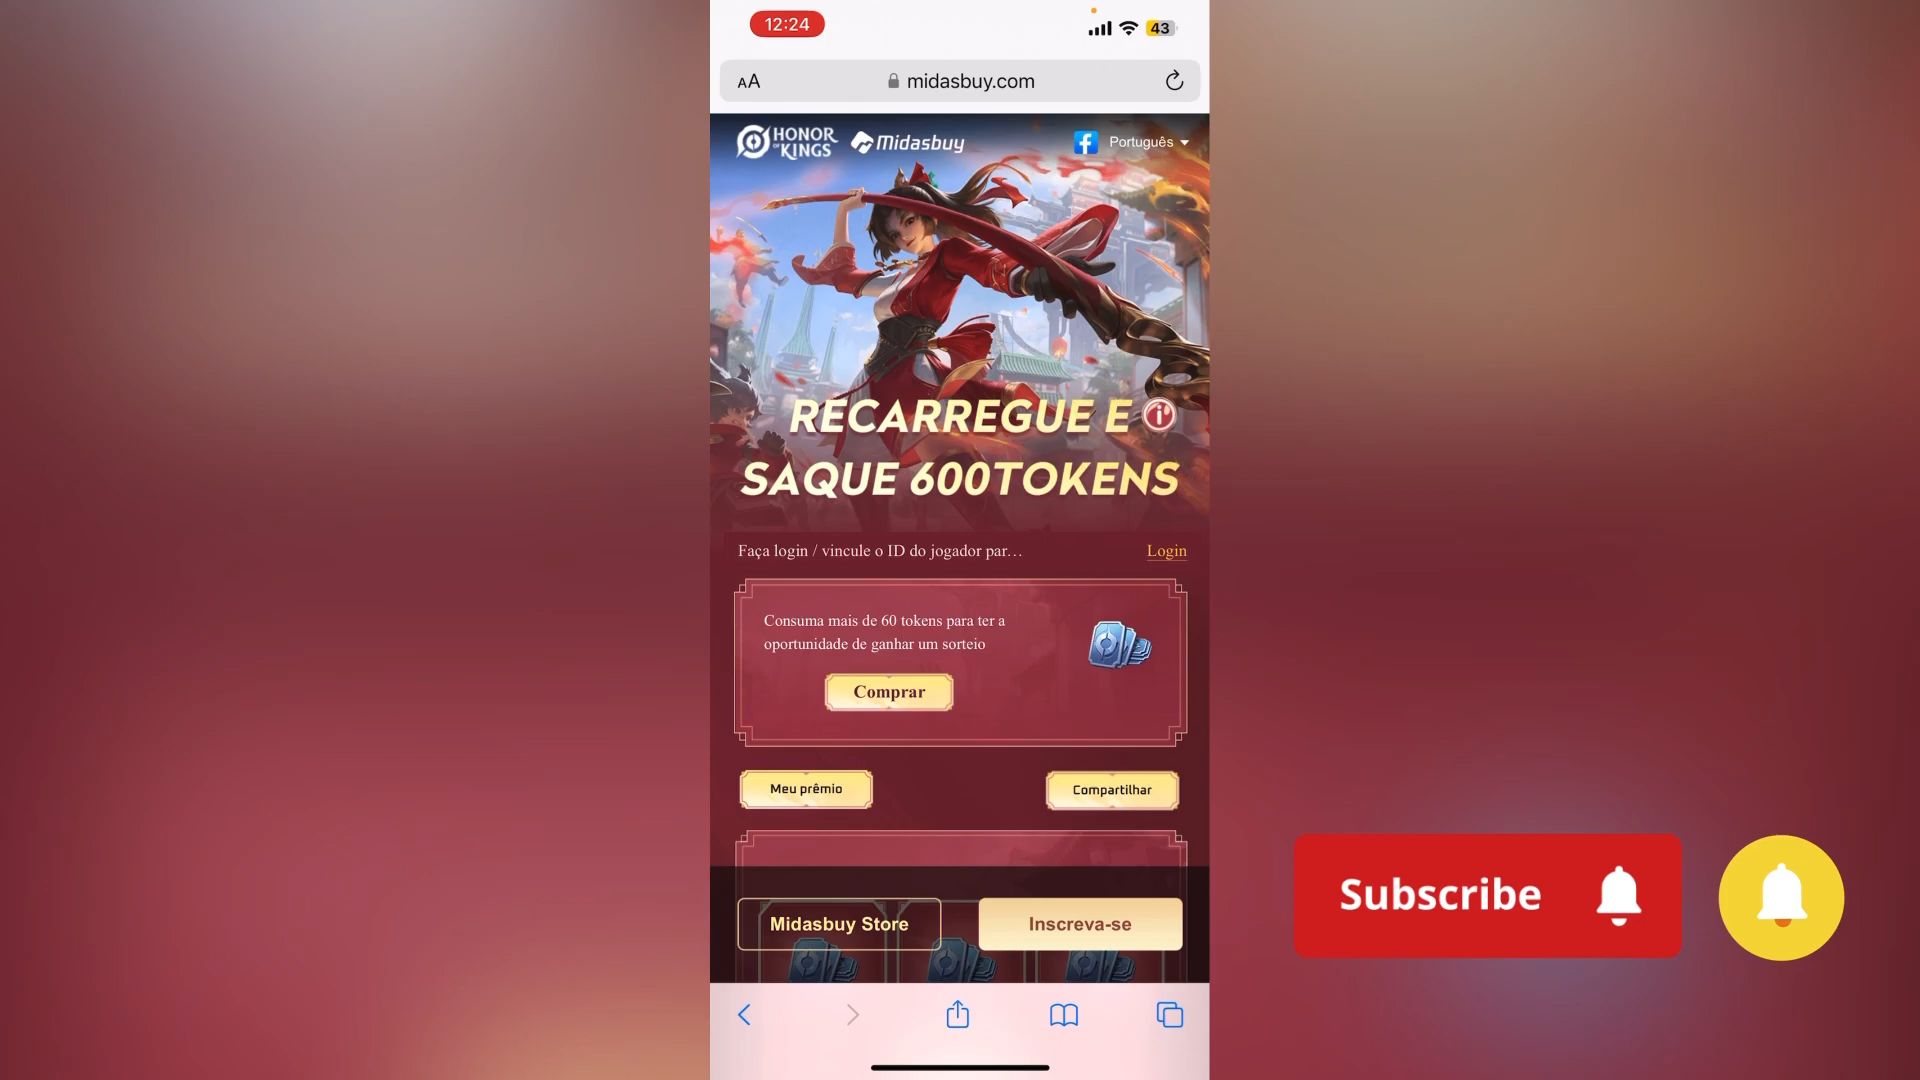 12:24
43
AA
midasbuy.com
HONOR OF KINGS
Midasbuy
Português
RECARREGUE E
SAQUE 600TOKENS
Faça login / vincule o ID do jogador par...
Login
Consuma mais de 60 tokens para ter a
oportunidade de ganhar um sorteio
Comprar
Meu prêmio
Compartilhar
Midasbuy Store
Inscreva-se
Subscribe